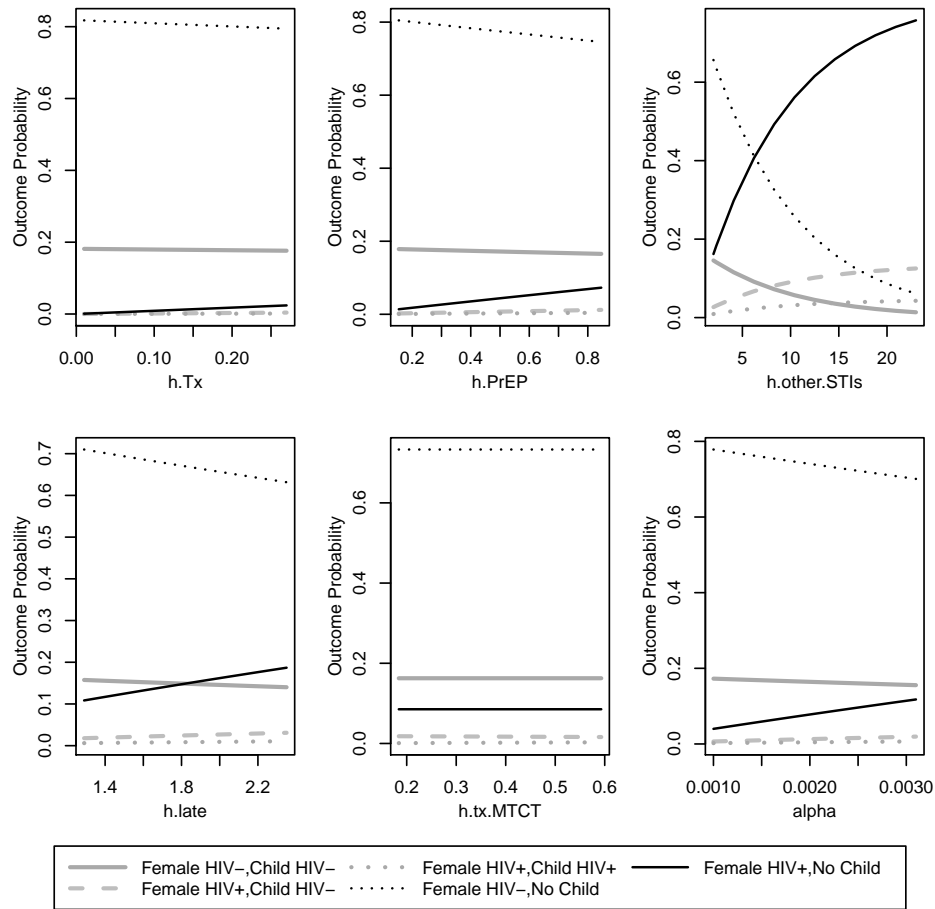 0.0 0.2 0.4 0.6 0.8
Outcome Probability
0.00 0.10 0.20
h.Tx
0.0 0.2 0.4 0.6 0.8
Outcome Probability
0.2 0.4 0.6 0.8
h.PrEP
0.0 0.2 0.4 0.6
Outcome Probability
5 10 15 20
h.other.STIs
0.0 0.1 0.2 0.3 0.4 0.5 0.6 0.7
Outcome Probability
1.4 1.8 2.2
h.late
0.0 0.2 0.4 0.6
Outcome Probability
0.2 0.3 0.4 0.5 0.6
h.tx.MTCT
0.0 0.2 0.4 0.6 0.8
Outcome Probability
0.0010 0.0020 0.0030
alpha
Female HIV−,Child HIV− Female HIV+,Child HIV+ Female HIV+,No Child
Female HIV+,Child HIV− Female HIV−,No Child